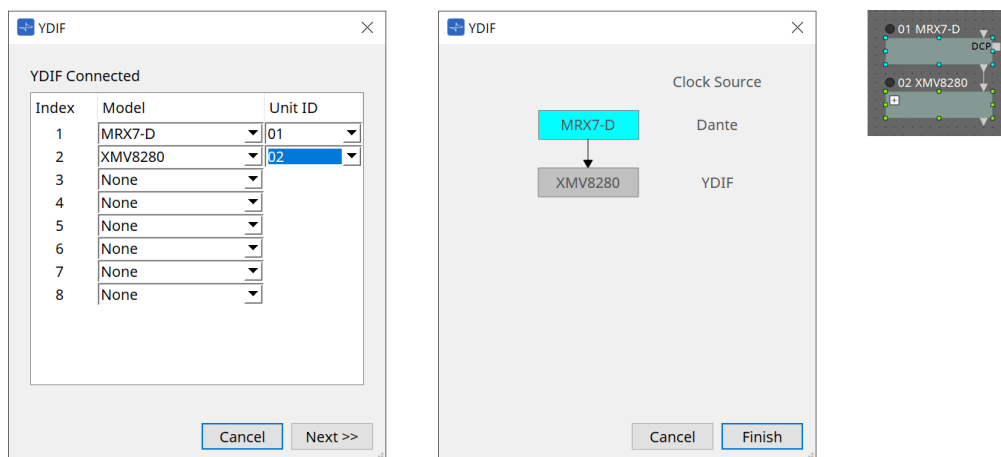 YDIF
YDIF Connected
Index Model Unit ID
1 MRX7-D 01
2 XMV8280 02
3 None
4 None
5 None
6 None
7 None
8 None
Cancel Next >>
YDIF
Clock Source
MRX7-D Dante
XMV8280 YDIF
Cancel Finish
01 MRX7-D
DCP
02 XMV8280